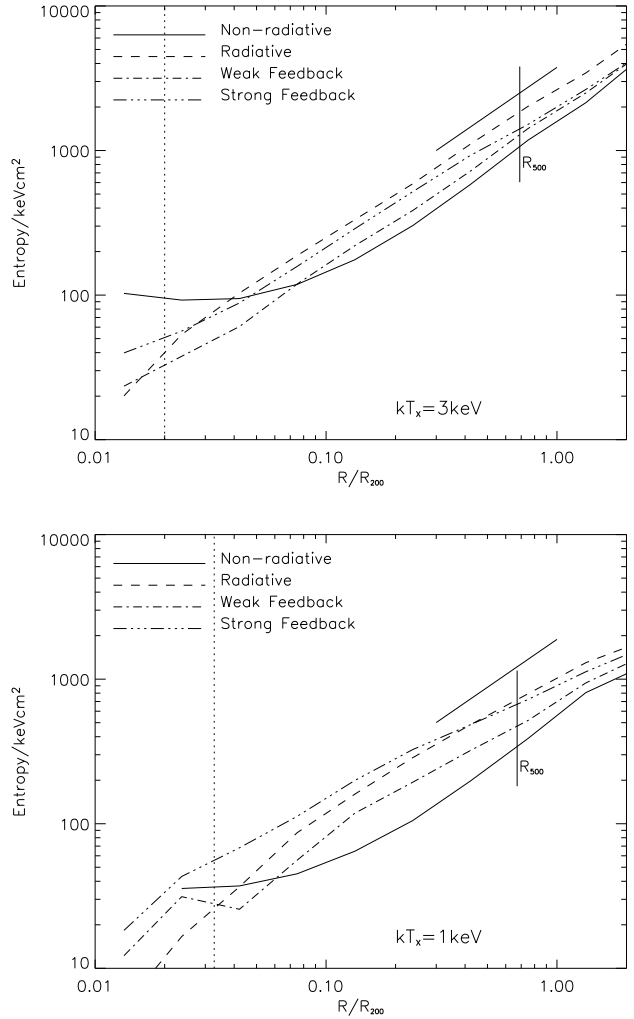 10000
1000
100
10
Entropy/keVcm²
Non-radiative
Radiative
Weak Feedback
Strong Feedback
R₅₀₀
kTₓ=3keV
0.01
0.10
1.00
R/R₂₀₀
10000
1000
100
10
Entropy/keVcm²
Non-radiative
Radiative
Weak Feedback
Strong Feedback
R₅₀₀
kTₓ=1keV
0.01
0.10
1.00
R/R₂₀₀